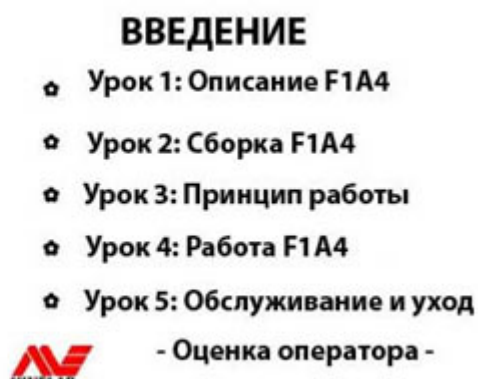 ВВЕДЕНИЕ
Урок 1: Описание F1A4
Урок 2: Сборка F1A4
Урок 3: Принцип работы
Урок 4: Работа F1A4
Урок 5: Обслуживание и уход
- Оценка оператора -